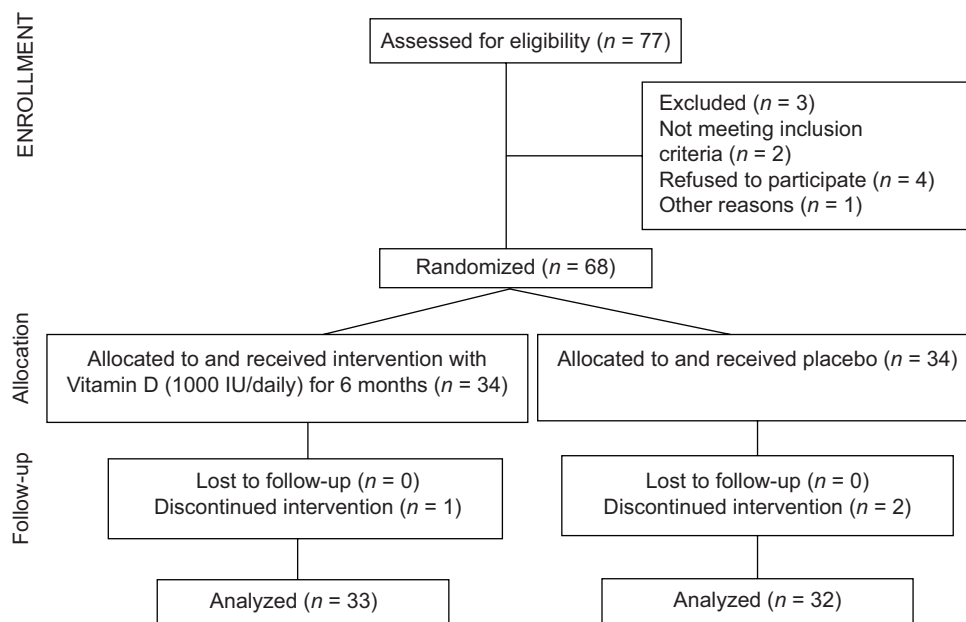 ENROLLMENT
Assessed for eligibility (n = 77)
Excluded (n = 3)
Not meeting inclusion
criteria (n = 2)
Refused to participate (n = 4)
Other reasons (n = 1)
Randomized (n = 68)
Allocation
Allocated to and received intervention with
Vitamin D (1000 IU/daily) for 6 months (n = 34)
Allocated to and received placebo (n = 34)
Follow-up
Lost to follow-up (n = 0)
Discontinued intervention (n = 1)
Lost to follow-up (n = 0)
Discontinued intervention (n = 2)
Analyzed (n = 33)
Analyzed (n = 32)